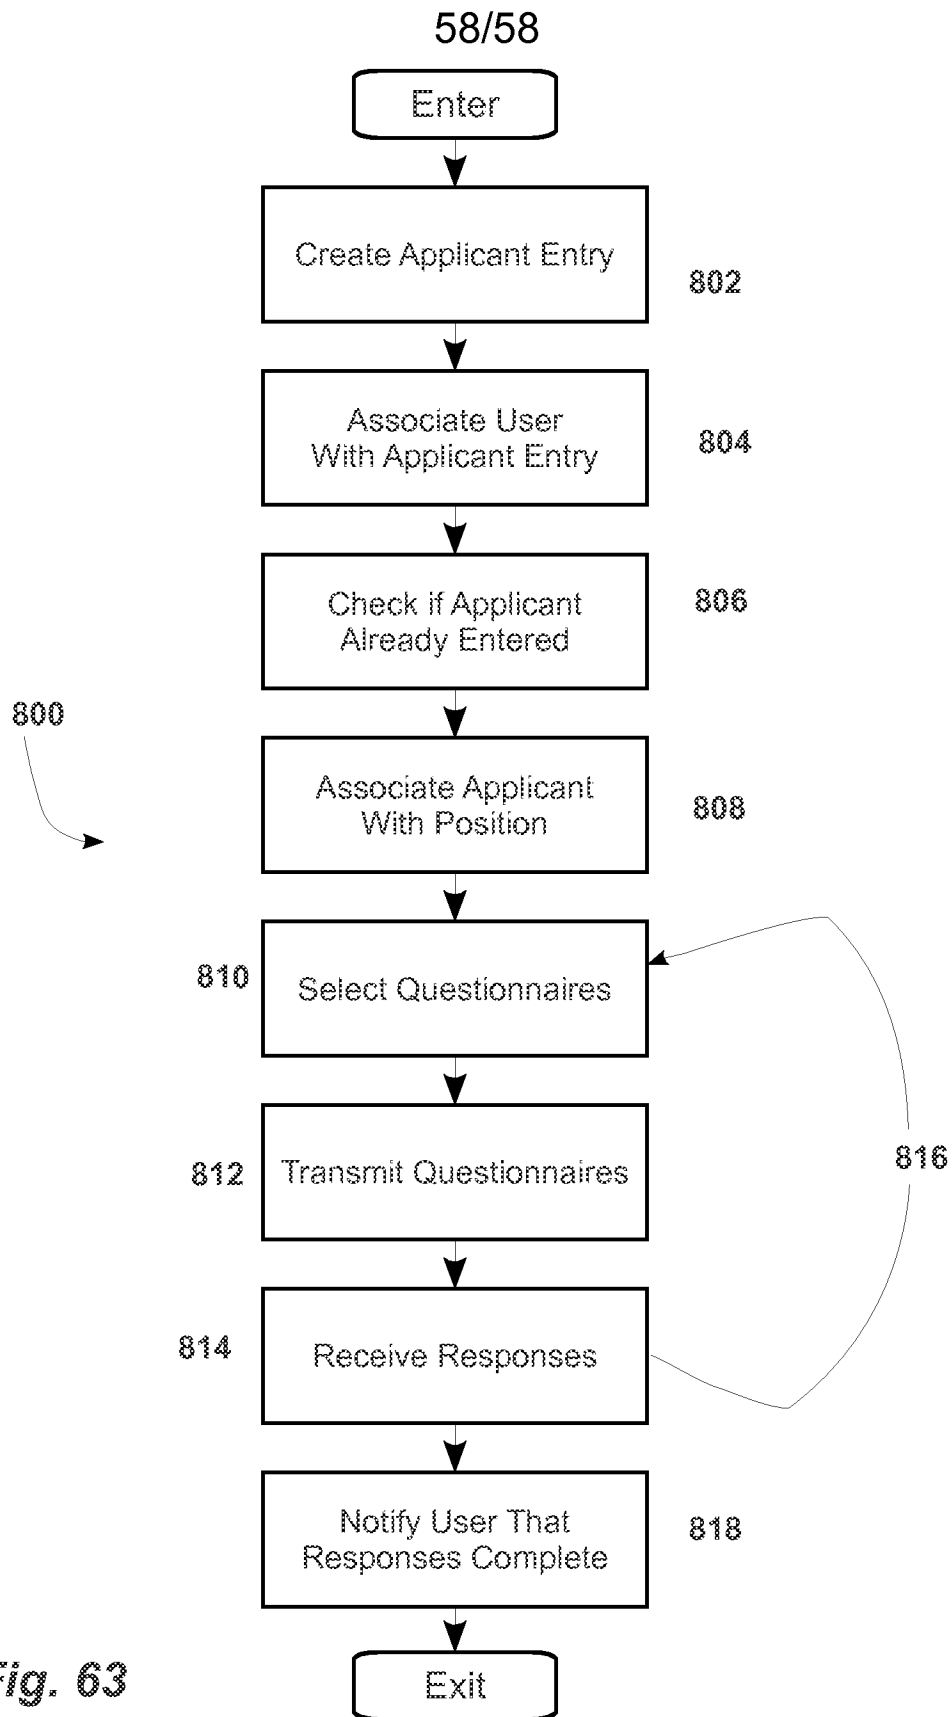 58/58
Enter
Create Applicant Entry
802
Associate User
With Applicant Entry
804
Check if Applicant
Already Entered
806
800
Associate Applicant
With Position
808
810
Select Questionnaires
812
Transmit Questionnaires
816
814
Receive Responses
Notify User That
Responses Complete
818
Fig. 63
Exit